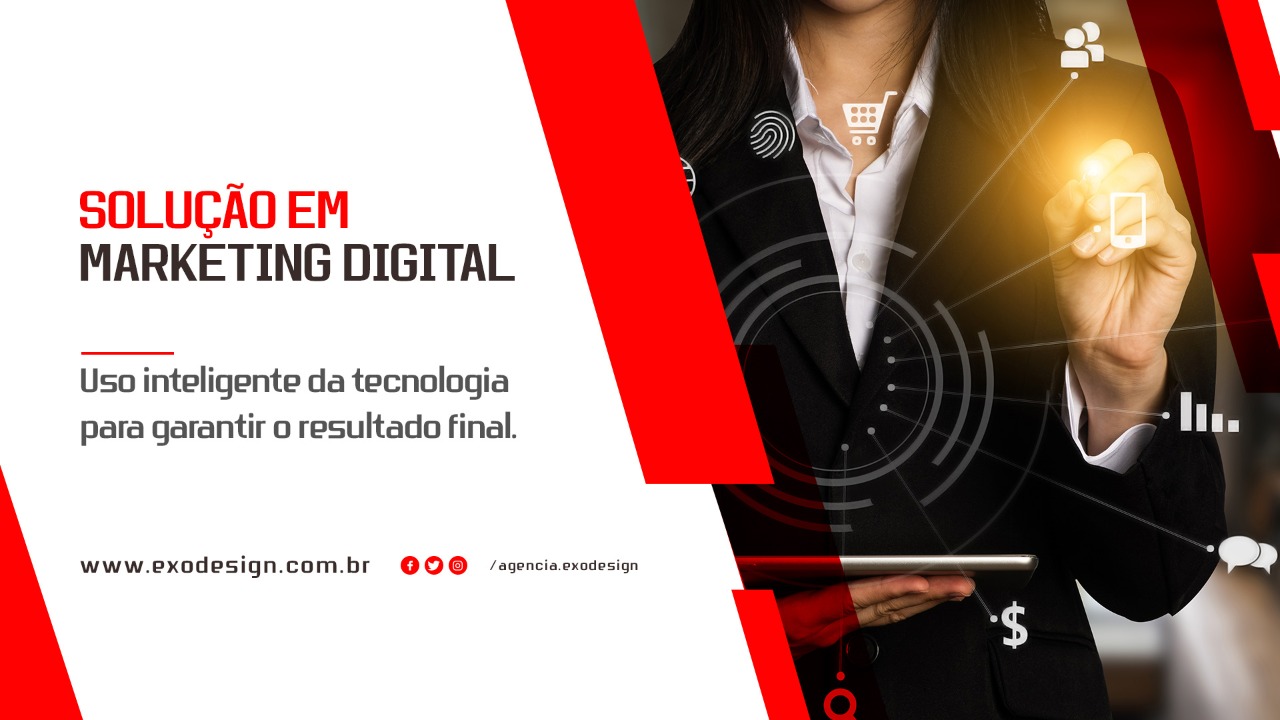 SOLUÇÃO EM
MARKETING DIGITAL
Uso inteligente da tecnologia
para garantir o resultado final.
www.exodesign.com.br /agencia.exodesign
$